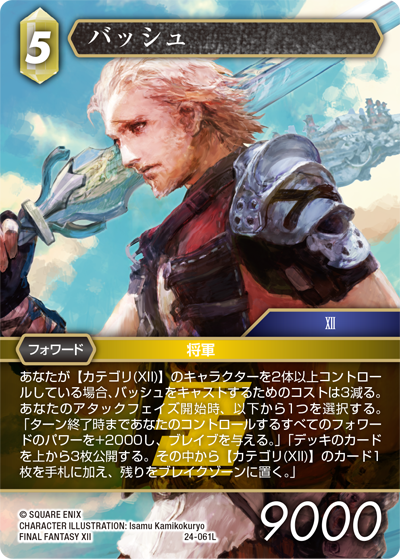 5
バッシュ
XII
フォワード
将軍
あなたが【カテゴリ(XII)】のキャラクターを2体以上コントロー
ルしている場合、バッシュをキャストするためのコストは3減る。
あなたのアタックフェイズ開始時、以下から1つを選択する。
「ターン終了時まであなたのコントロールするすべてのフォワー
ドのパワーを+2000し、ブレイブを与える。」「デッキのカード
を上から3枚公開する。その中から【カテゴリ(XII)】のカード1
枚を手札に加え、残りをブレイクゾーンに置く。」
© SQUARE ENIX
CHARACTER ILLUSTRATION: Isamu Kamikokuryo
FINAL FANTASY XII
24-061L
9000